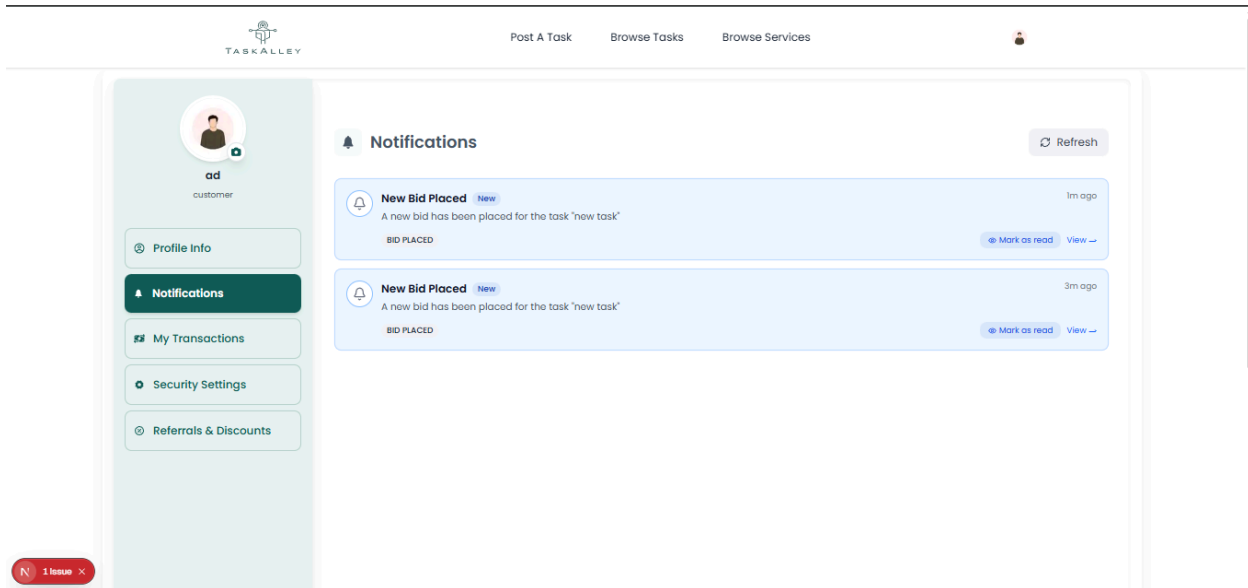 TASKALLEY
Post A Task Browse Tasks Browse Services
ad
customer
Profile Info
Notifications
My Transactions
Security Settings
Referrals & Discounts
Notifications
Refresh
New Bid Placed New 1m ago
A new bid has been placed for the task "new task"
BID PLACED Mark as read View →
New Bid Placed New 3m ago
A new bid has been placed for the task "new task"
BID PLACED Mark as read View →
N 1 Issue ×